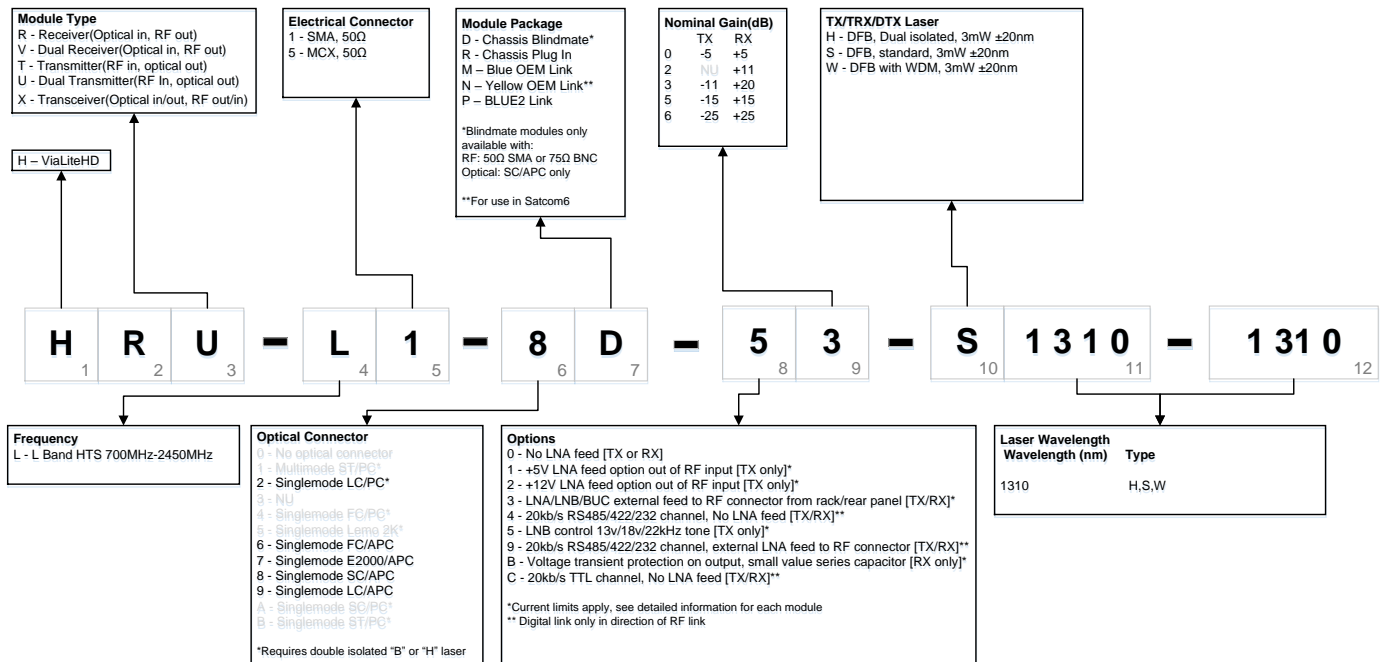 Module Type
R - Receiver(Optical in, RF out)
V - Dual Receiver(Optical in, RF out)
T - Transmitter(RF in, optical out)
U - Dual Transmitter(RF In, optical out)
X - Transceiver(Optical in/out, RF out/in)
H – ViaLiteHD
Electrical Connector
1 - SMA, 50Ω
5 - MCX, 50Ω
Module Package
D - Chassis Blindmate*
R - Chassis Plug In
M – Blue OEM Link
N – Yellow OEM Link**
P – BLUE2 Link
*Blindmate modules only
available with:
RF: 50Ω SMA or 75Ω BNC
Optical: SC/APC only
**For use in Satcom6
Nominal Gain(dB)
TX RX
0 -5 +5
2 NU +11
3 -11 +20
5 -15 +15
6 -25 +25
TX/TRX/DTX Laser
H - DFB, Dual isolated, 3mW ±20nm
S - DFB, standard, 3mW ±20nm
W - DFB with WDM, 3mW ±20nm
H R U - L 1 - 8 D - 5 3 - S 1310 - 1310
1 2 3 4 5 6 7 8 9 10 11 12
Frequency
L - L Band HTS 700MHz-2450MHz
Optical Connector
0 - No optical connector
1 - Multimode ST/PC*
2 - Singlemode LC/PC*
3 - NU
4 - Singlemode FC/PC*
5 - Singlemode Lemo 2K*
6 - Singlemode FC/APC
7 - Singlemode E2000/APC
8 - Singlemode SC/APC
9 - Singlemode LC/APC
A - Singlemode SC/PC*
B - Singlemode ST/PC*
*Requires double isolated “B” or “H” laser
Options
0 - No LNA feed [TX or RX]
1 - +5V LNA feed option out of RF input [TX only]*
2 - +12V LNA feed option out of RF input [TX only]*
3 - LNA/LNB/BUC external feed to RF connector from rack/rear panel [TX/RX]*
4 - 20kb/s RS485/422/232 channel, No LNA feed [TX/RX]**
5 - LNB control 13v/18v/22kHz tone [TX only]*
9 - 20kb/s RS485/422/232 channel, external LNA feed to RF connector [TX/RX]**
B - Voltage transient protection on output, small value series capacitor [RX only]*
C - 20kb/s TTL channel, No LNA feed [TX/RX]**
*Current limits apply, see detailed information for each module
** Digital link only in direction of RF link
Laser Wavelength
Wavelength (nm) Type
1310 H,S,W